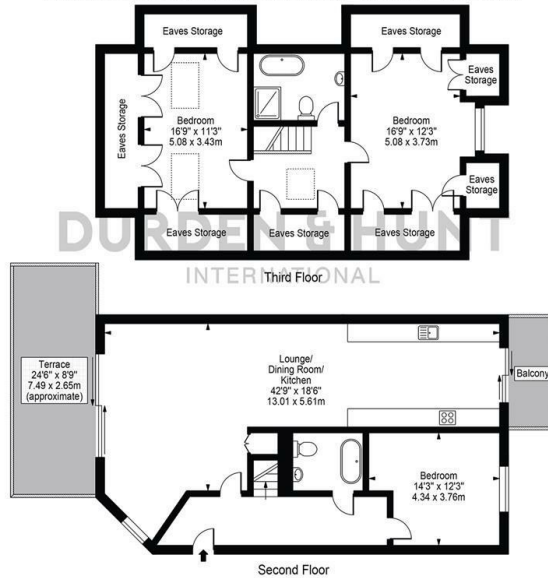 Eaves Storage
Eaves Storage
Eaves
Storage
Eaves Storage
Bedroom
16'9" x 11'3"
5.08 x 3.43m
Bedroom
16'9" x 12'3"
5.08 x 3.73m
Eaves
Storage
Eaves Storage
Eaves Storage
Eaves Storage
DURDEN & HUNT
INTERNATIONAL
Third Floor
Terrace
24'6" x 8'9"
7.49 x 2.65m
(approximate)
Lounge/
Dining Room/
Kitchen
42'9" x 18'6"
13.01 x 5.61m
Balcony
Bedroom
14'3" x 12'3"
4.34 x 3.76m
Second Floor